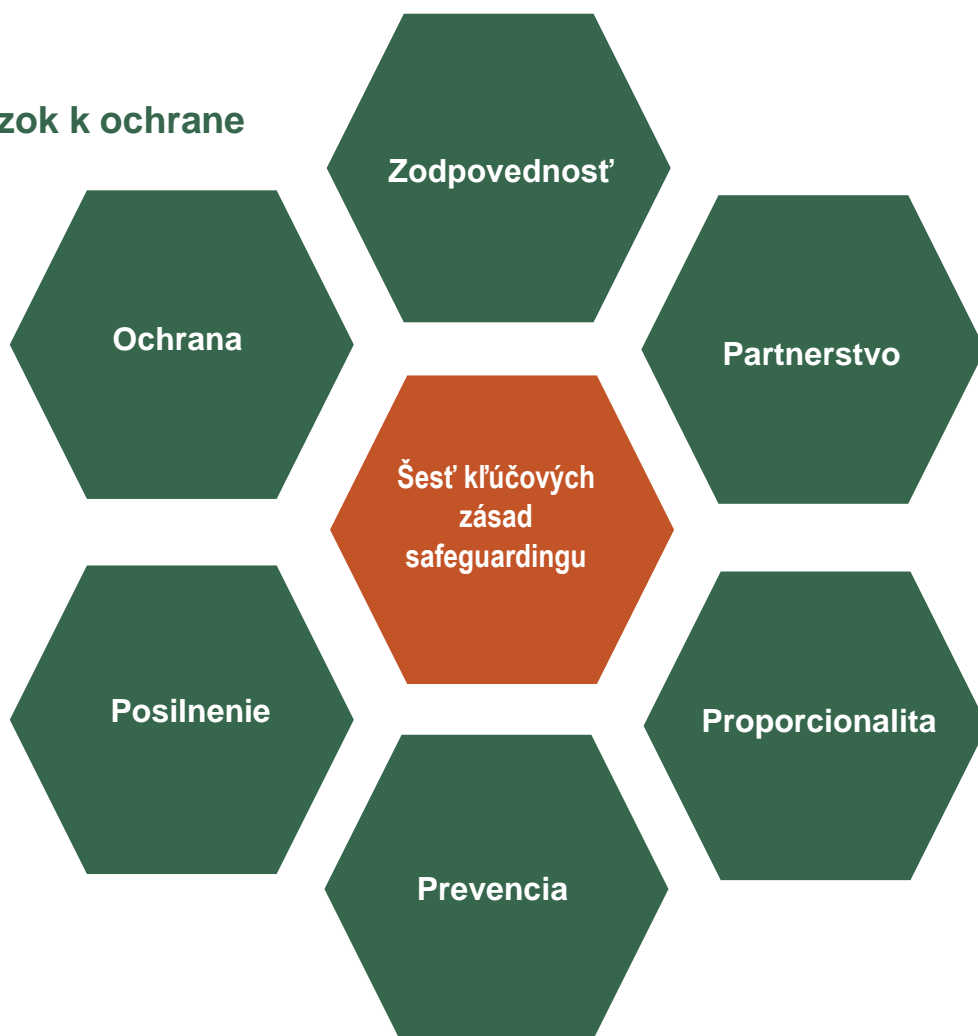 zok k ochrane
Zodpovednosť
Ochrana
Partnerstvo
Šesť kľúčových
zásad
safeguardingu
Posilnenie
Proporcionalita
Prevencia